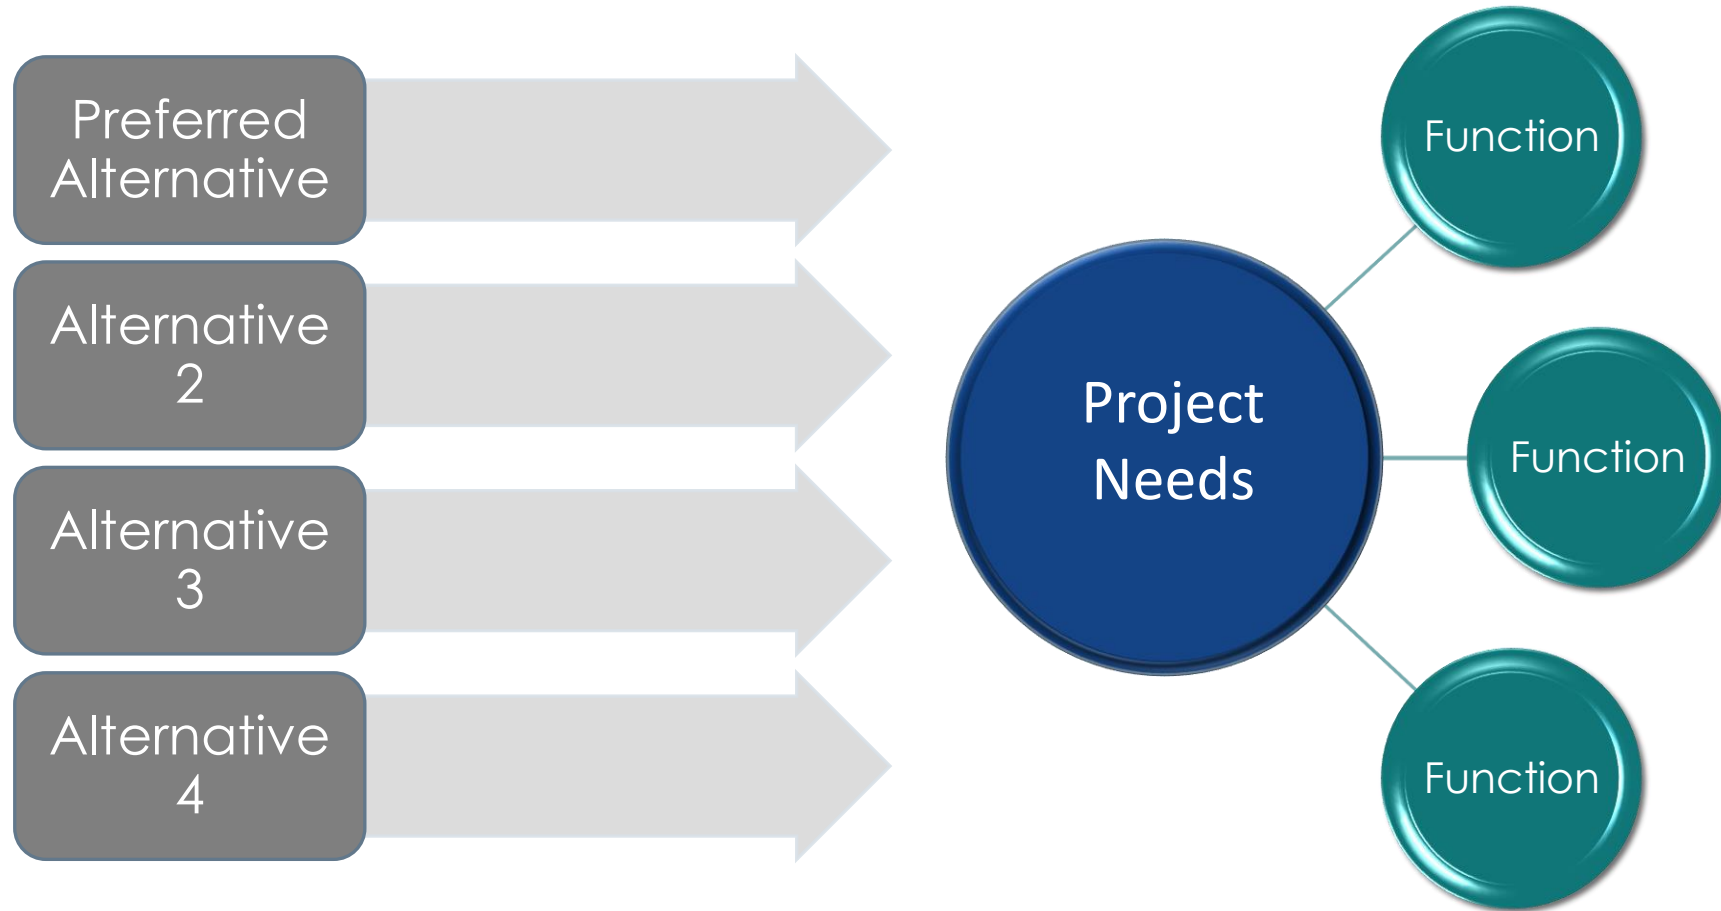 Preferred
Alternative
Alternative
2
Alternative
3
Alternative
4
Project
Needs
Function
Function
Function